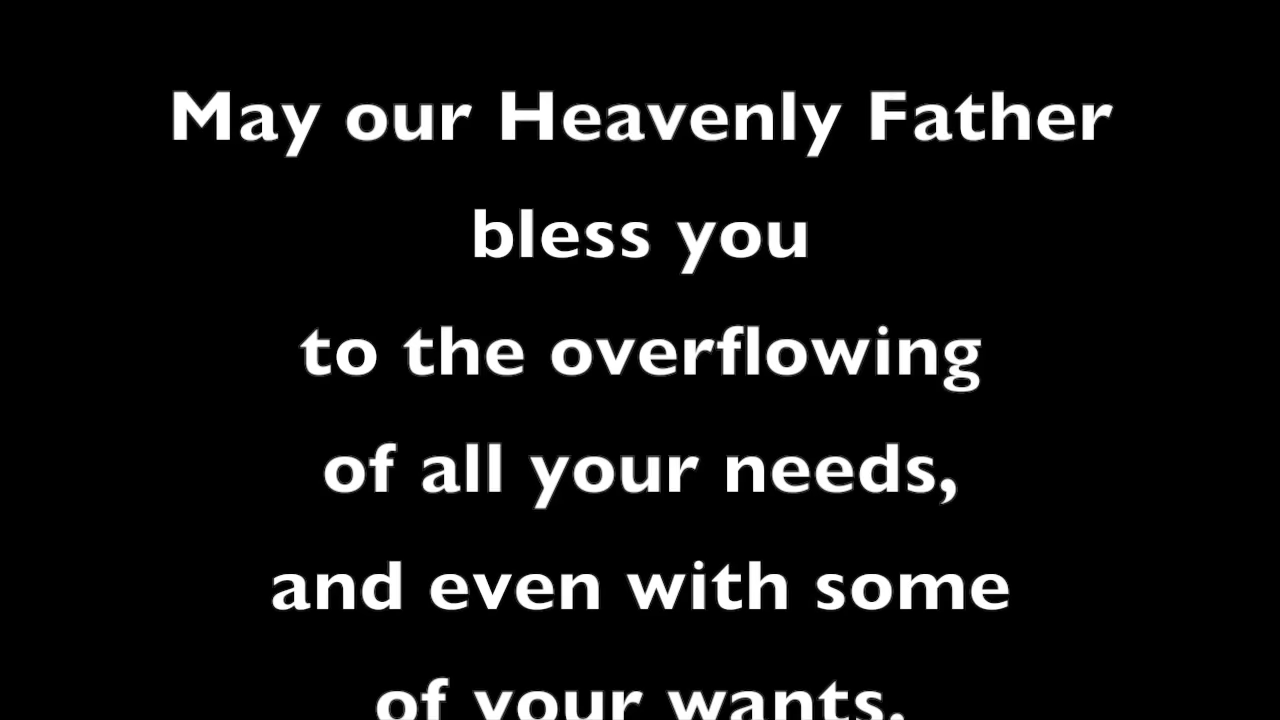 May our Heavenly Father
bless you
to the overflowing
of all your needs,
and even with some
of your wants.